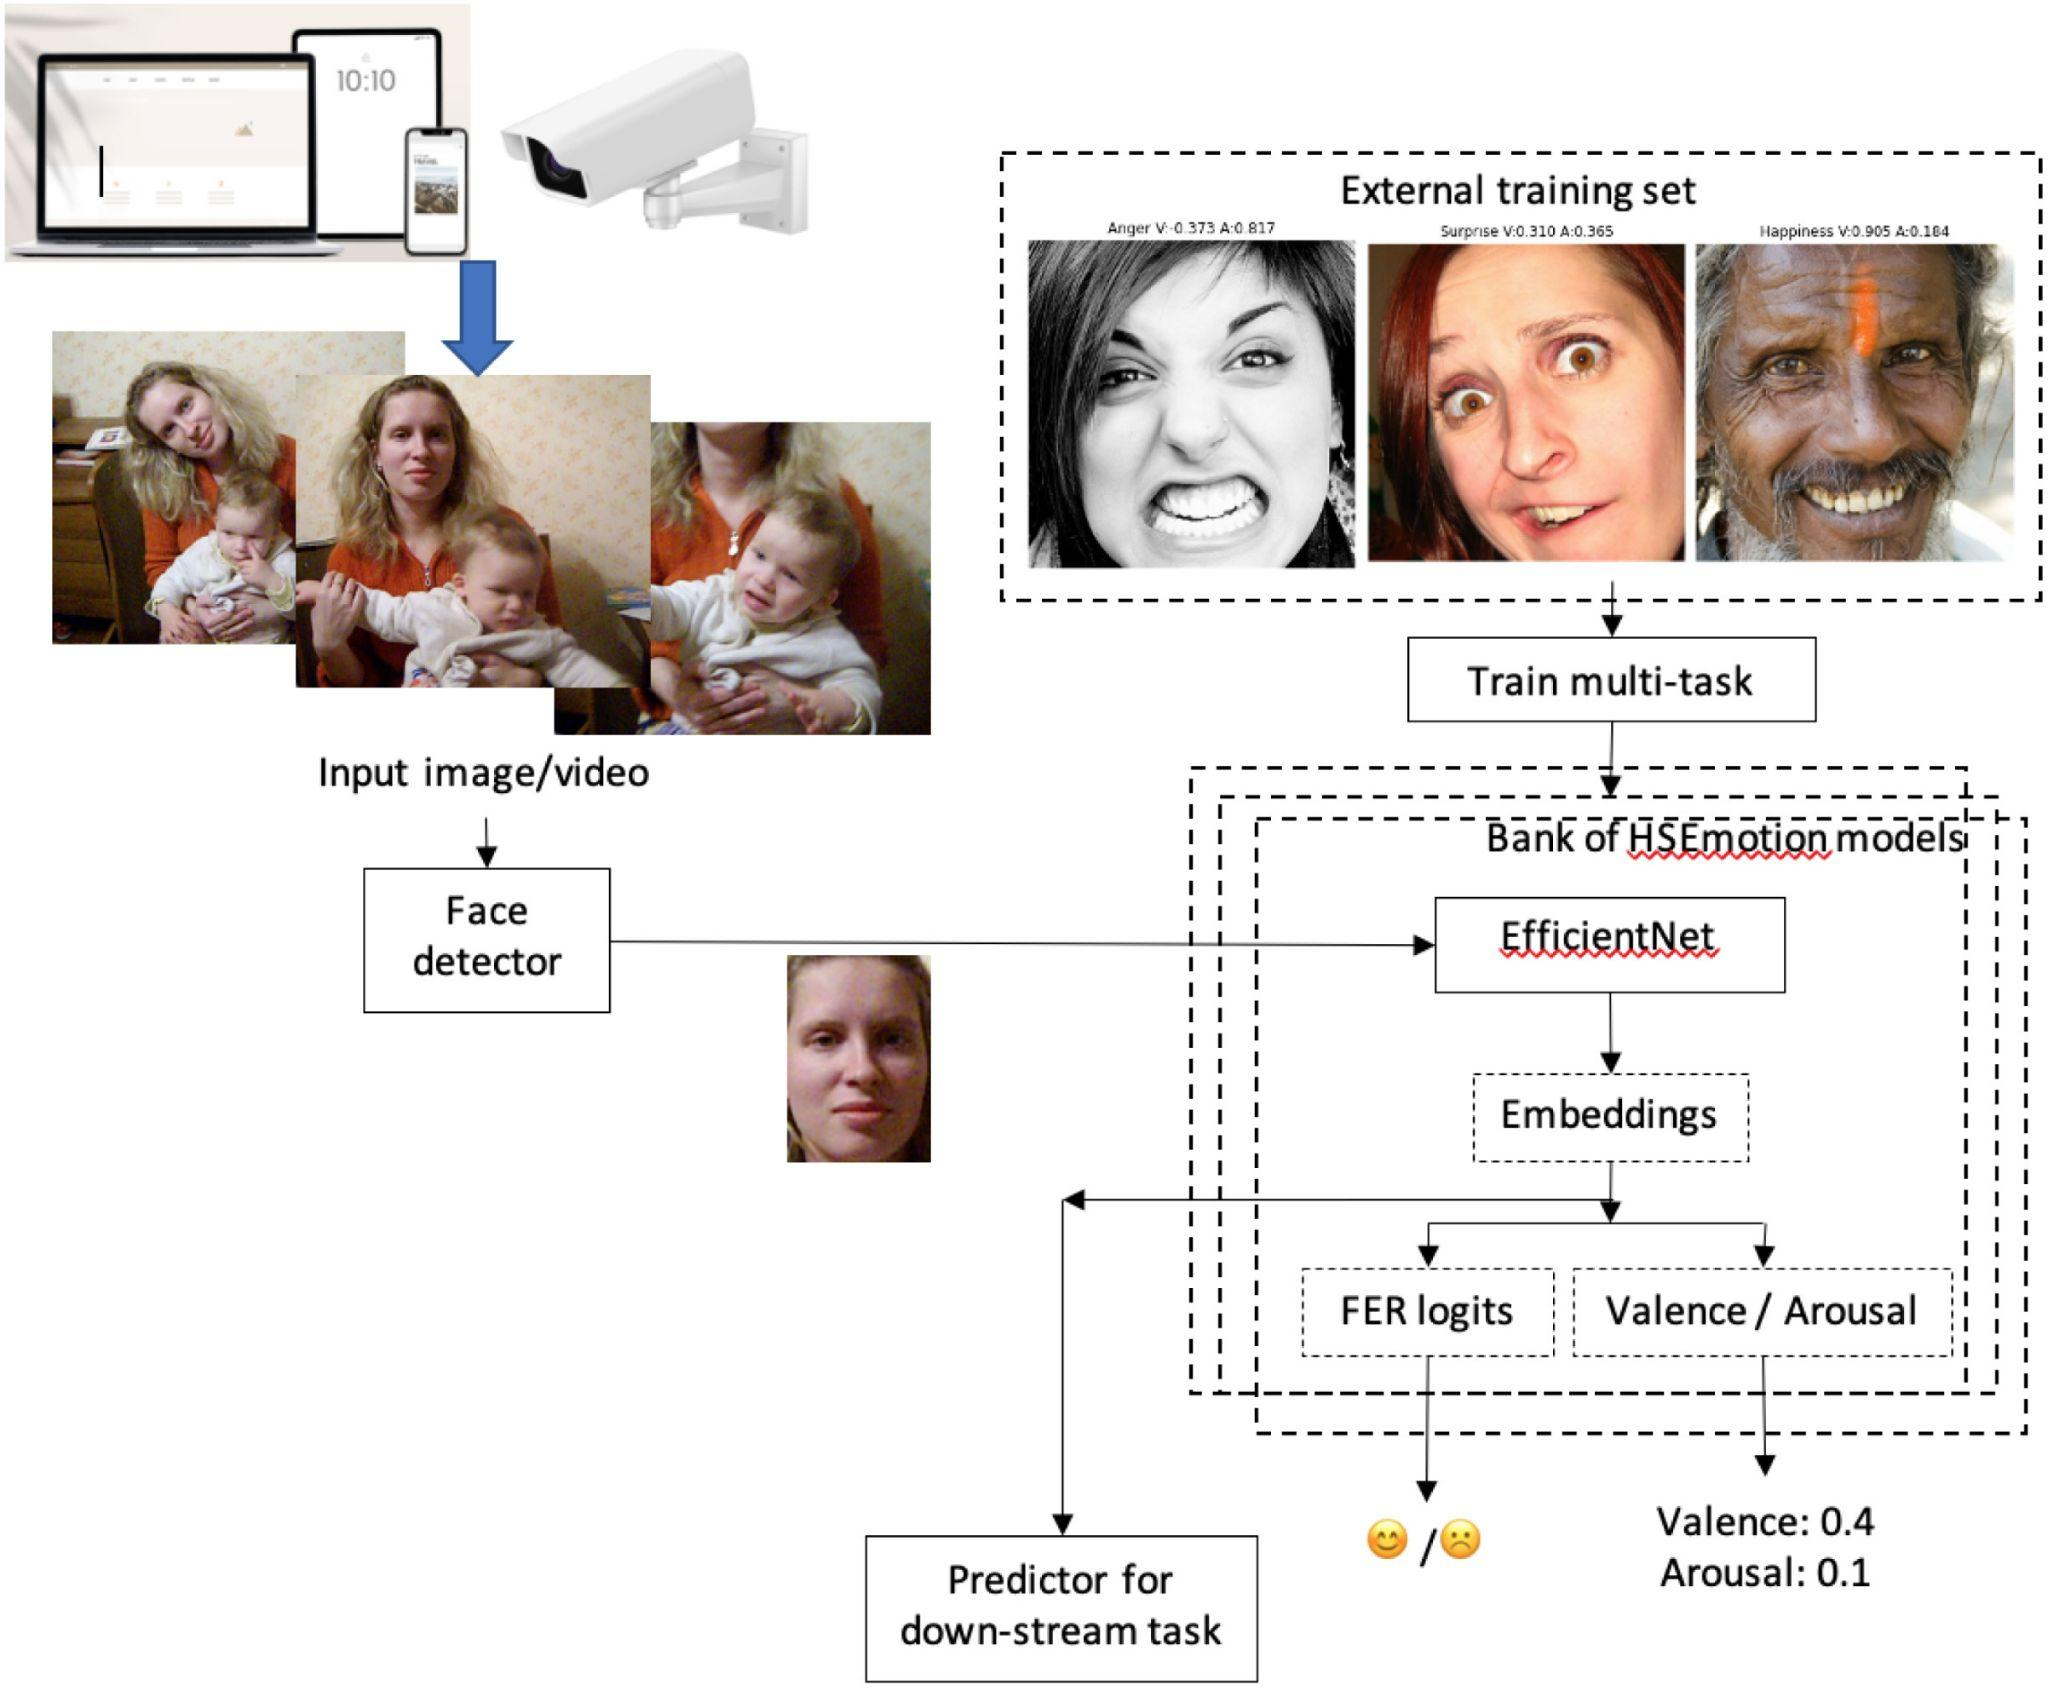 10:10
TRAVEL
External training set
Anger V:-0.373 A:0.817
Surprise V:0.310 A:0.365
Happiness V:0.905 A:0.184
Train multi-task
Input image/video
Bank of HSEmotion models
Face
detector
EfficientNet
Embeddings
FER logits
Valence / Arousal
😊 /☹️
Valence: 0.4
Arousal: 0.1
Predictor for
down-stream task